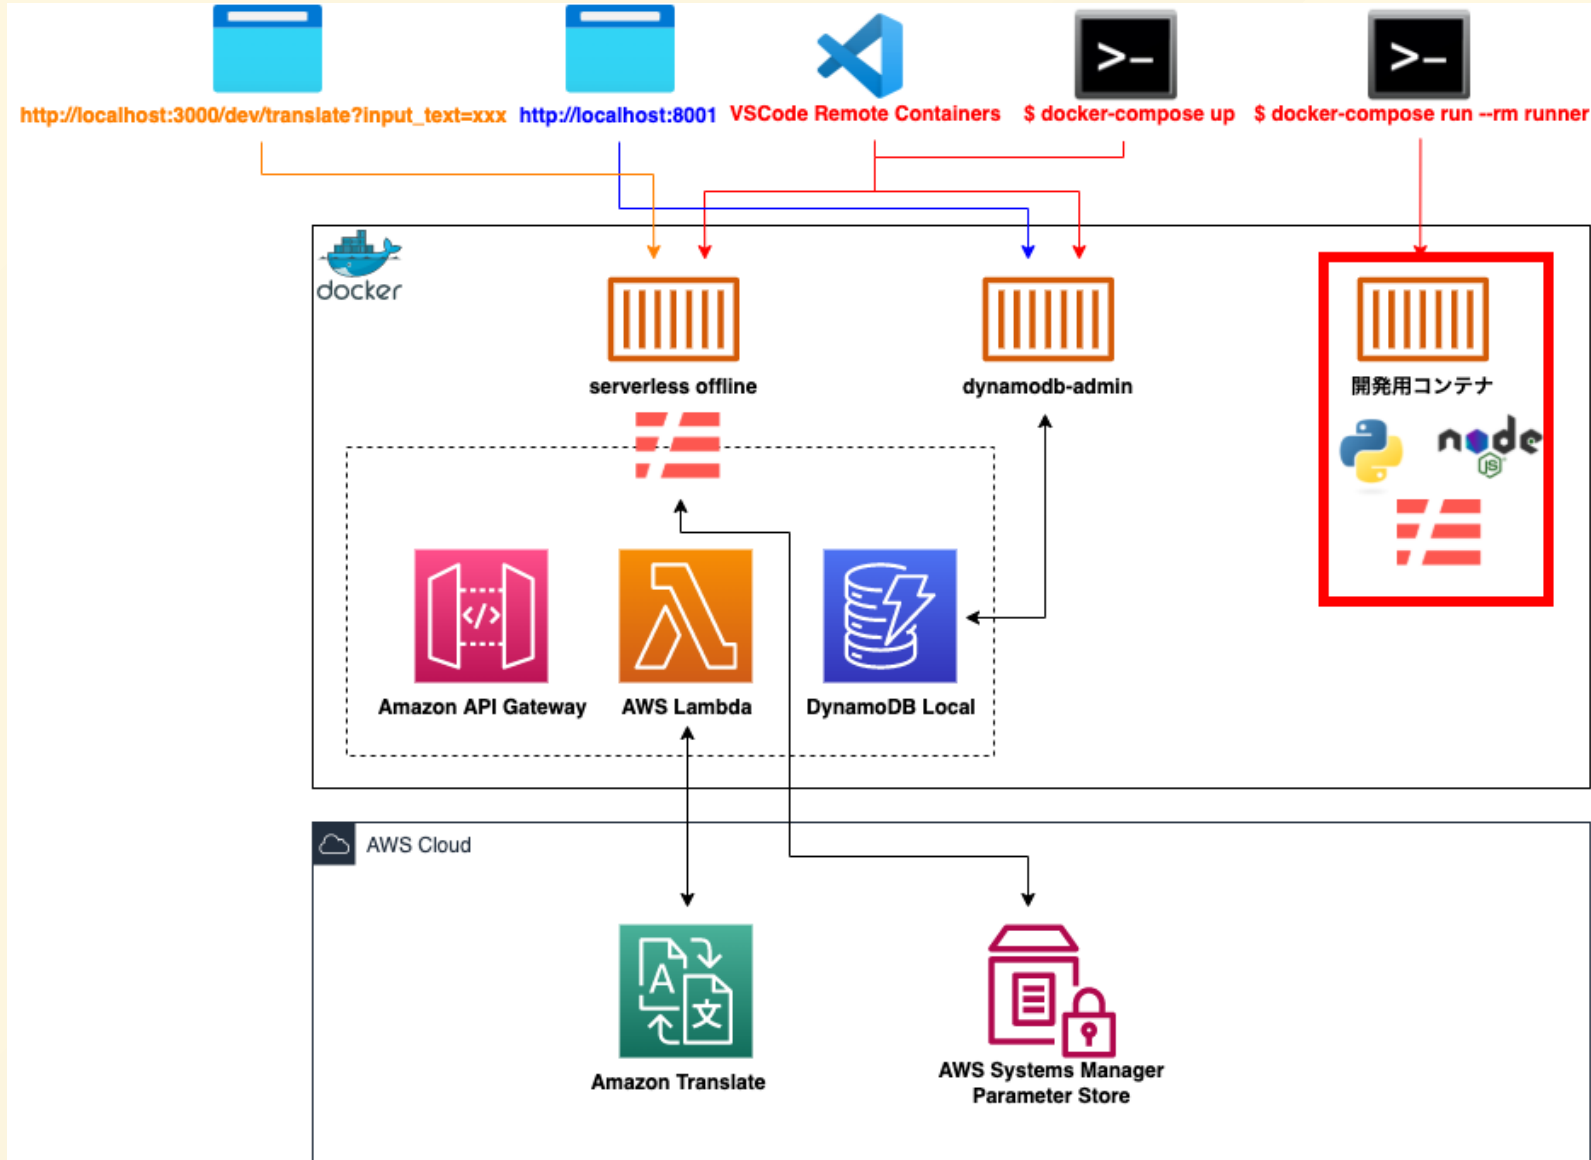 http://localhost:3000/dev/translate?input_text=xxx
http://localhost:8001
VSCode Remote Containers
$ docker-compose up
$ docker-compose run --rm runner
>_
>_
docker
serverless offline
dynamodb-admin
開発用コンテナ
node
JS
</>
Amazon API Gateway
AWS Lambda
DynamoDB Local
AWS Cloud
A
文
Amazon Translate
AWS Systems Manager
Parameter Store